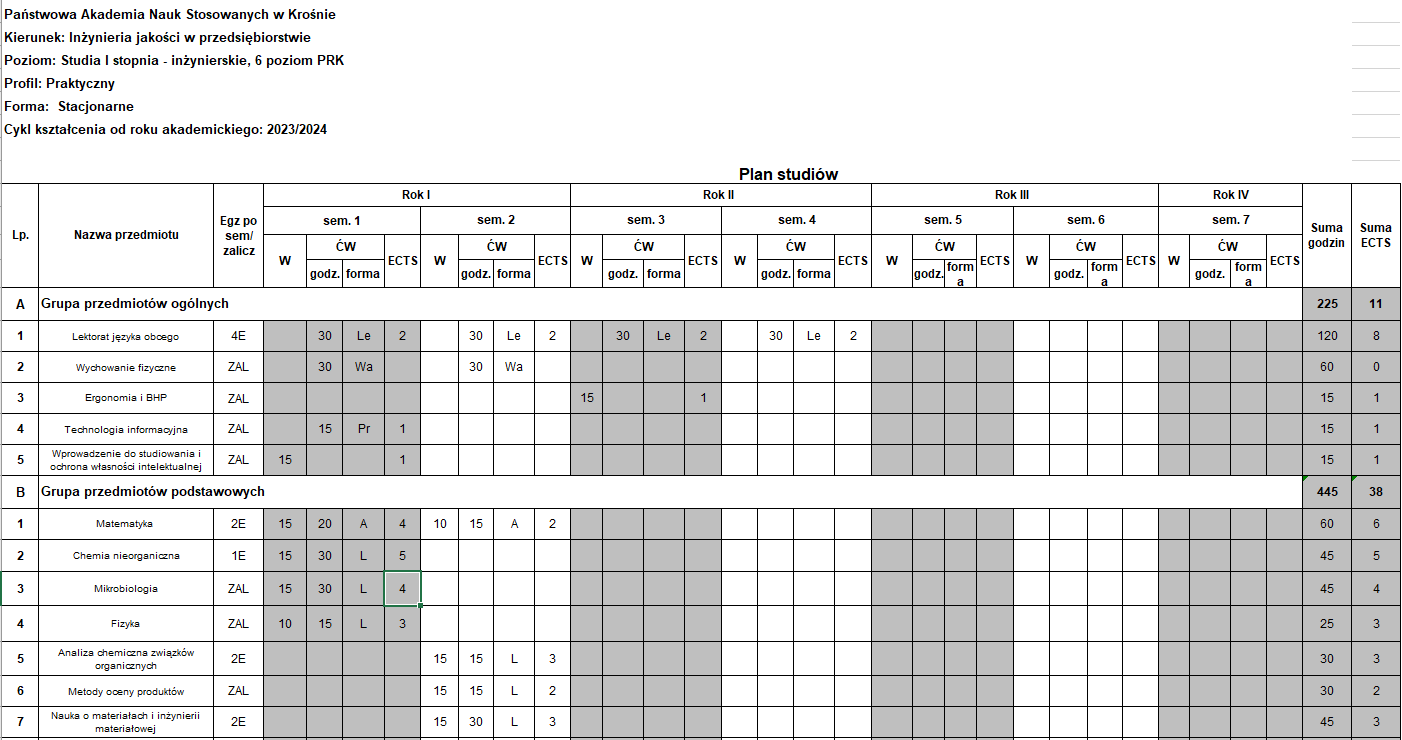 Państwowa Akademia Nauk Stosowanych w Krośnie
Kierunek: Inżynieria jakości w przedsiębiorstwie
Poziom: Studia I stopnia - inżynierskie, 6 poziom PRK
Profil: Praktyczny
Forma:  Stacjonarne
Cykl kształcenia od roku akademickiego: 2023/2024
Plan studiów
Lp. Nazwa przedmiotu Egz po sem/ zalicz Rok I Rok II Rok III Rok IV Suma godzin Suma ECTS
sem. 1 sem. 2 sem. 3 sem. 4 sem. 5 sem. 6 sem. 7
W ĆW ECTS W ĆW ECTS W ĆW ECTS W ĆW ECTS W ĆW ECTS W ĆW ECTS W ĆW ECTS
godz. forma godz. forma godz. forma godz. forma godz. forma godz. forma godz. forma
A Grupa przedmiotów ogólnych 225 11
1 Lektorat języka obcego 4E 30 Le 2 30 Le 2 30 Le 2 30 Le 2 120 8
2 Wychowanie fizyczne ZAL 30 Wa 30 Wa 60 0
3 Ergonomia i BHP ZAL 15 1 15 1
4 Technologia informacyjna ZAL 15 Pr 1 15 1
5 Wprowadzenie do studiowania i ochrona własności intelektualnej ZAL 15 1 15 1
B Grupa przedmiotów podstawowych 445 38
1 Matematyka 2E 15 20 A 4 10 15 A 2 60 6
2 Chemia nieorganiczna 1E 15 30 L 5 45 5
3 Mikrobiologia ZAL 15 30 L 4 45 4
4 Fizyka ZAL 10 15 L 3 25 3
5 Analiza chemiczna związków organicznych 2E 15 15 L 3 30 3
6 Metody oceny produktów ZAL 15 15 L 2 30 2
7 Nauka o materiałach i inżynierii materiałowej 2E 15 30 L 3 45 3